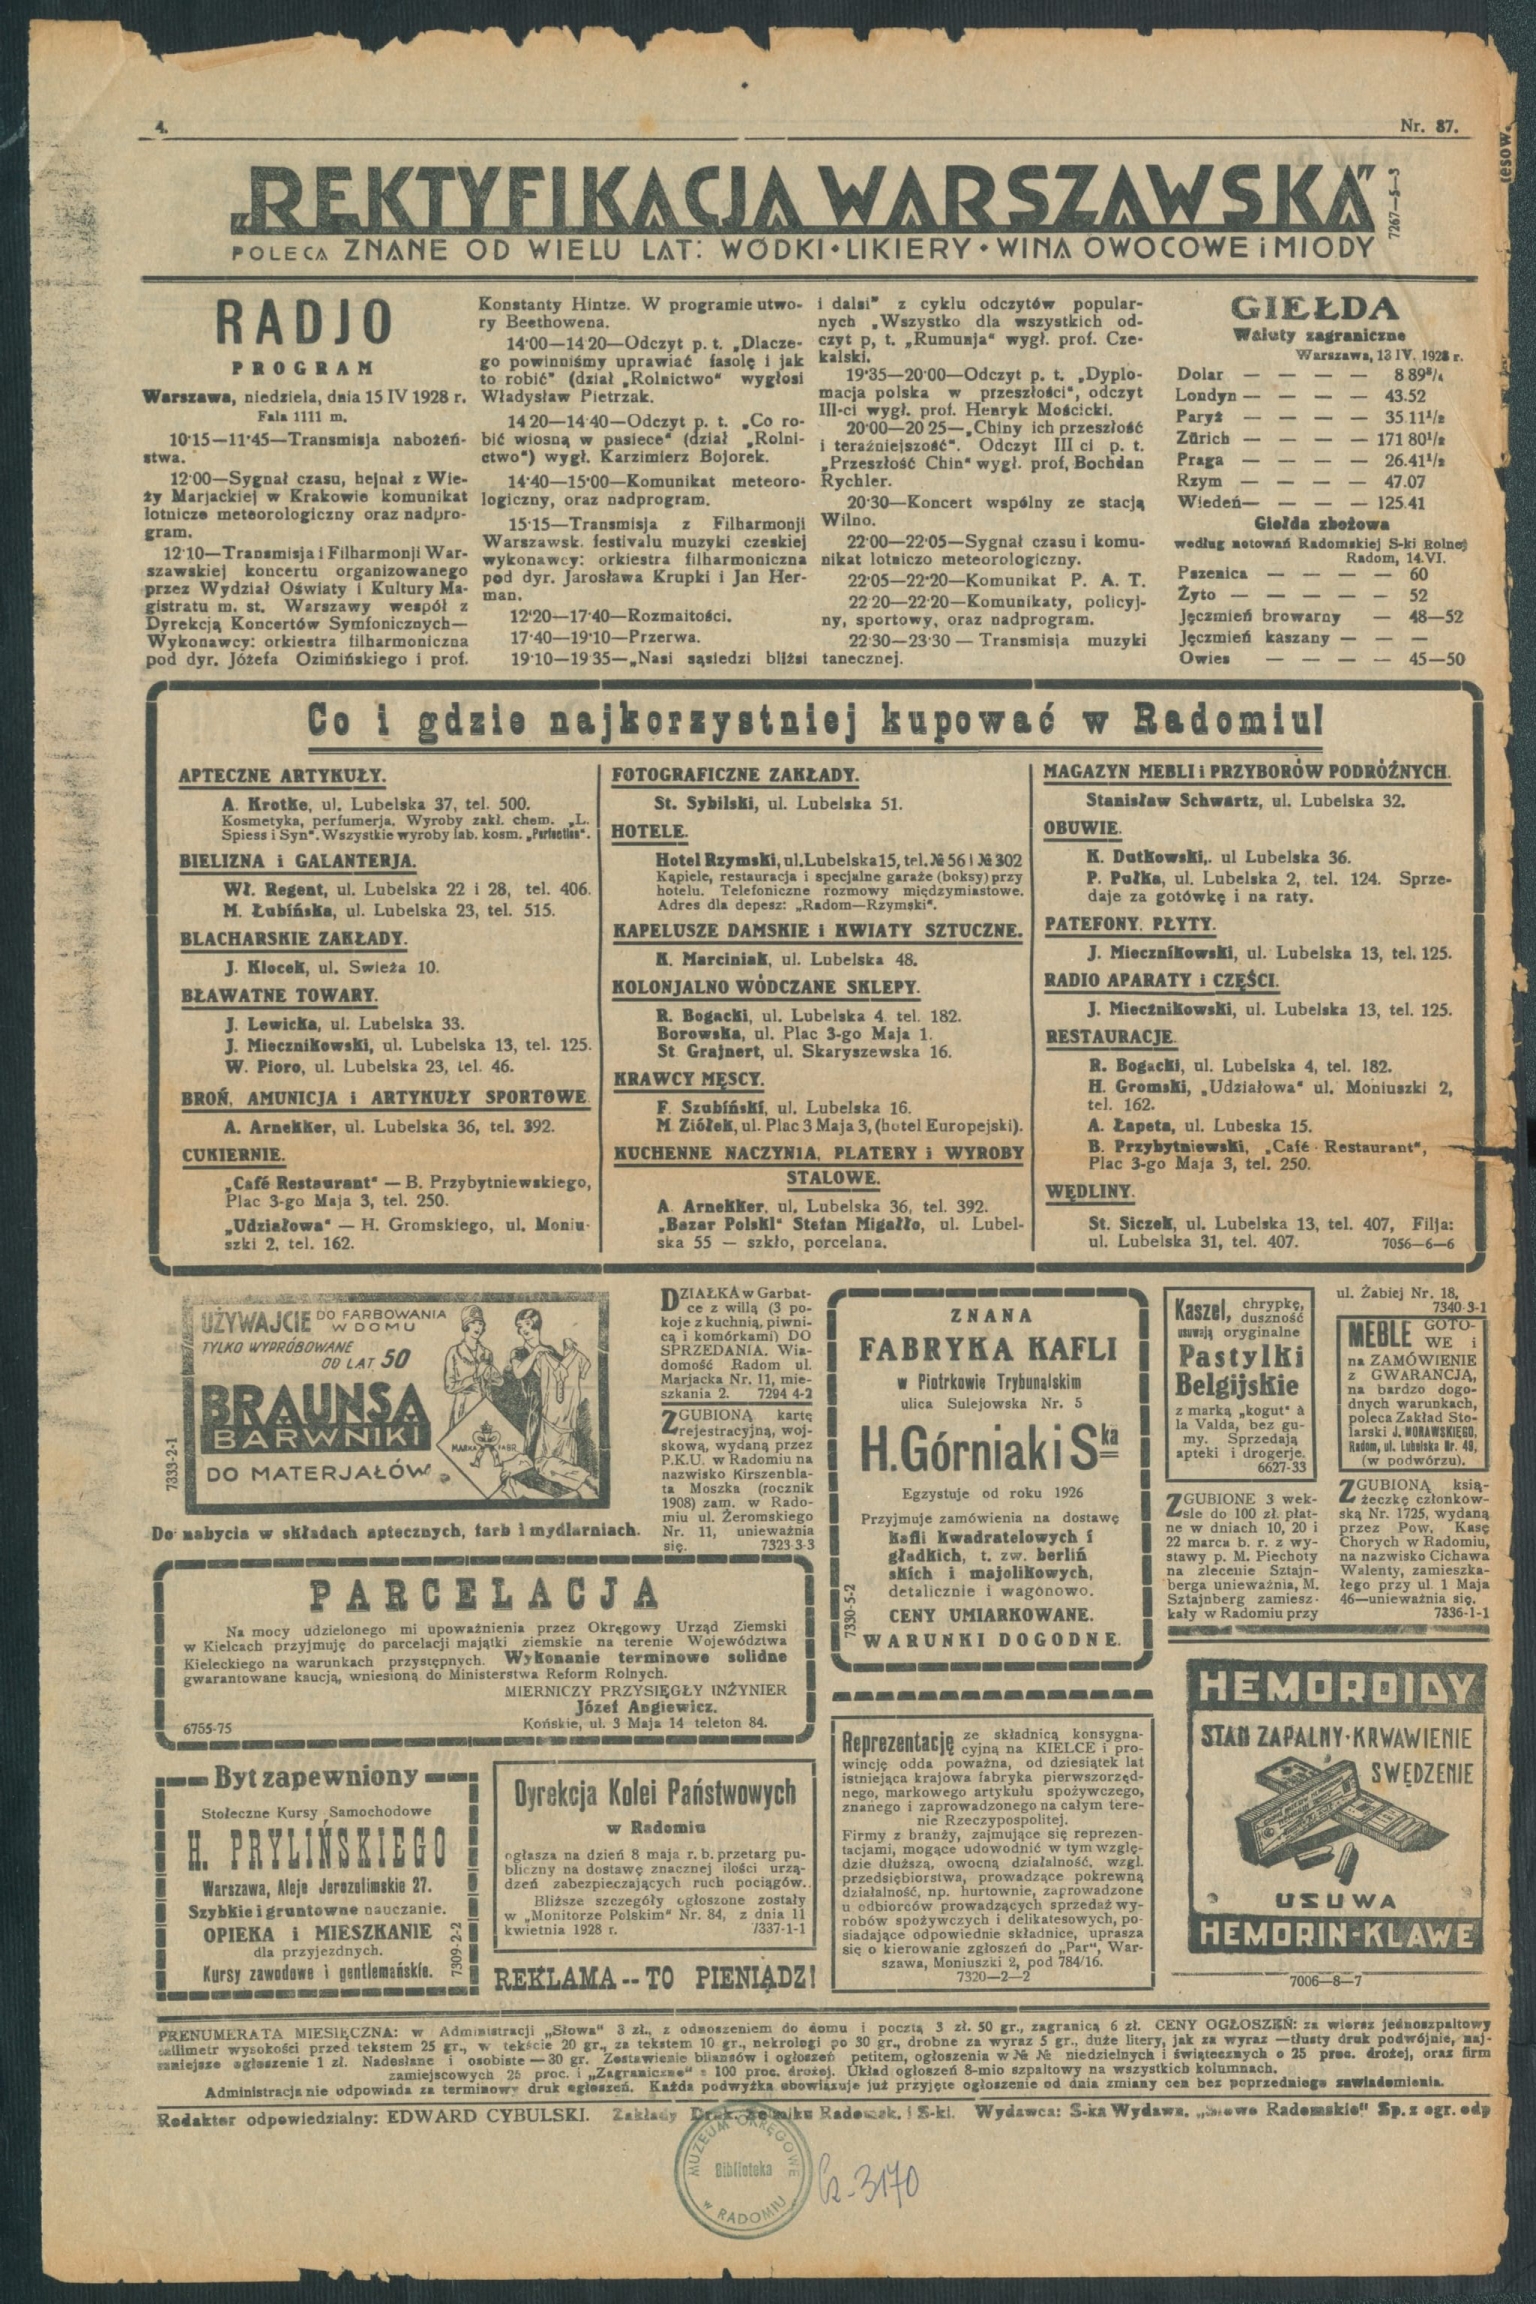 4.
Nr. 87.
„REKTYFIKACJA WARSZAWSKA”
7267—5—3
POLECA ZNANE OD WIELU LAT: WÓDKI • LIKIERY • WINA OWOCOWE i MIODY
RADJO
PROGRAM
Warszawa, niedziela, dnia 15 IV 1928 r.
Fala 1111 m.
10·15—11·45—Transmisja nabożeń-
stwa.
12·00—Sygnał czasu, hejnał z Wie-
ży Marjackiej w Krakowie komunikat
lotniczo meteorologiczny oraz nadpro-
gram.
12·10—Transmisja i Filharmonji War-
szawskiej koncertu organizowanego
przez Wydział Oświaty i Kultury Ma-
gistratu m. st. Warszawy wespół z
Dyrekcją Koncertów Symfonicznych—
Wykonawcy: orkiestra filharmoniczna
pod dyr. Józefa Ozimińskiego i prof.
Konstanty Hintze. W programie utwo-
ry Beethowena.
14·00—14 20—Odczyt p. t. „Dlacze-
go powinniśmy uprawiać fasolę i jak
to robić” (dział „Rolnictwo” wygłosi
Władysław Pietrzak.
14 20—14·40—Odczyt p. t. „Co ro-
bić wiosną w pasiece” (dział „Rolni-
ctwo”) wygł. Karzimierz Bojorek.
14·40—15·00—Komunikat meteoro-
logiczny, oraz nadprogram.
15·15—Transmisja z Filharmonji
Warszawsk. festivalu muzyki czeskiej
wykonawcy: orkiestra filharmoniczna
pod dyr. Jarosława Krupki i Jan Her-
man.
12·20—17·40—Rozmaitości.
17·40—19·10—Przerwa.
19·10—19 35—„Nasi sąsiedzi bliżsi
i dalsi” z cyklu odczytów popular-
nych „Wszystko dla wszystkich od-
czyt p, t. „Rumunja” wygł. prof. Cze-
kalski.
19·35—20·00—Odczyt p. t. „Dyplo-
macja polska w przeszłości”, odczyt
III-ci wygł. prof. Henryk Mościcki.
20·00—20 25—„Chiny ich przeszłość
i teraźniejszość”. Odczyt III ci p. t.
„Przeszłość Chin” wygł. prof, Bochdan
Rychler.
20·30—Koncert wspólny ze stacją
Wilno.
22·00—22·05—Sygnał czasu i komu-
nikat lotniczo meteorologiczny.
22·05—22·20—Komunikat P. A. T.
22 20—22·20—Komunikaty, policyj-
ny, sportowy, oraz nadprogram.
22·30—23·30 — Transmisja muzyki
tanecznej.
GIEŁDA
Waluty zagraniczne
Warszawa, 13 IV. 1928 r.
Dolar — — — — 8 89³/₄
Londyn — — — — 43.52
Paryż — — — — 35 11¹/₂
Zürich — — — — 171 80¹/₂
Praga — — — — 26.41¹/₂
Rzym — — — — 47.07
Wiedeń — — — — 125.41
Giełda zbożowa
według notowań Radomskiej S-ki Rolnej
Radom, 14.VI.
Pszenica — — — — 60
Żyto — — — — — 52
Jęczmień browarny — 48—52
Jęczmień kaszany — — —
Owies — — — — 45—50
Co i gdzie najkorzystniej kupować w Radomiu!
APTECZNE ARTYKUŁY.
A. Krotke, ul. Lubelska 37, tel. 500.
Kosmetyka, perfumerja. Wyroby zakł. chem. „L.
Spiess i Syn”. Wszystkie wyroby lab. kosm. „Perfection”.
BIELIZNA i GALANTERJA.
Wł. Regent, ul. Lubelska 22 i 28, tel. 406.
M. Łubińska, ul. Lubelska 23, tel. 515.
BLACHARSKIE ZAKŁADY.
J. Klocek, ul. Swieża 10.
BŁAWATNE TOWARY.
J. Lewicka, ul. Lubelska 33.
J. Miecznikowski, ul. Lubelska 13, tel. 125.
W. Pioro, ul. Lubelska 23, tel. 46.
BROŃ, AMUNICJA i ARTYKUŁY SPORTOWE
A. Arnekker, ul. Lubelska 36, tel. 392.
CUKIERNIE.
„Café Restaurant” — B. Przybytniewskiego,
Plac 3-go Maja 3, tel. 250.
„Udziałowa” — H. Gromskiego, ul. Moniu-
szki 2, tel. 162.
FOTOGRAFICZNE ZAKŁADY.
St. Sybilski, ul. Lubelska 51.
HOTELE.
Hotel Rzymski, ul. Lubelska 15, tel. № 56 i № 302
Kąpiele, restauracja i specjalne garaże (boksy) przy
hotelu. Telefoniczne rozmowy międzymiastowe.
Adres dla depesz: „Radom—Rzymski”.
KAPELUSZE DAMSKIE i KWIATY SZTUCZNE.
K. Marciniak, ul. Lubelska 48.
KOLONJALNO WÓDCZANE SKLEPY.
R. Bogacki, ul. Lubelska 4 tel. 182.
Borowska, ul. Plac 3-go Maja 1.
St Grajnert, ul. Skaryszewska 16.
KRAWCY MĘSCY.
F. Szubiński, ul. Lubelska 16.
M Ziółek, ul. Plac 3 Maja 3, (hotel Europejski).
KUCHENNE NACZYNIA, PLATERY i WYROBY
STALOWE.
A. Arnekker, ul. Lubelska 36, tel. 392.
„Bazar Polski” Stefan Migałło, ul. Lubel-
ska 55 — szkło, porcelana.
MAGAZYN MEBLI i PRZYBORÓW PODRÓŻNYCH.
Stanisław Schwartz, ul. Lubelska 32.
OBUWIE.
K. Dutkowski,. ul Lubelska 36.
P. Pułka, ul. Lubelska 2, tel. 124. Sprze-
daje za gotówkę i na raty.
PATEFONY, PŁYTY.
J. Miecznikowski, ul. Lubelska 13, tel. 125.
RADIO APARATY i CZĘŚCI.
J. Miecznikowski, ul. Lubelska 13, tel. 125.
RESTAURACJE.
R. Bogacki, ul. Lubelska 4, tel. 182.
H. Gromski, „Udziałowa” ul. Moniuszki 2,
tel. 162.
A. Łapeta, ul. Lubeska 15.
B. Przybytniewski, „Café Restaurant”,
Plac 3-go Maja 3, tel. 250.
WĘDLINY.
St. Siczek, ul. Lubelska 13, tel. 407, Filja:
ul. Lubelska 31, tel. 407. 7056—6—6
UŻYWAJCIE DO FARBOWANIA
W DOMU
TYLKO WYPRÓBOWANE
OD LAT 50
BRAUNSA
BARWNIKI
DO MATERJAŁÓW
MARKA FABR
7333-2-1
Do nabycia w składach aptecznych, farb i mydlarniach.
DZIAŁKA w Garbat-
ce z willą (3 po-
koje z kuchnią, piwni-
cą i komórkami) DO
SPRZEDANIA. Wia-
domość Radom ul.
Marjacka Nr. 11, mie-
szkania 2. 7294 4-2
ZGUBIONĄ kartę
rejestracyjną, woj-
skową, wydaną przez
P.K.U. w Radomiu na
nazwisko Kirszenbla-
ta Moszka (rocznik
1908) zam. w Rado-
miu ul. Żeromskiego
Nr. 11, unieważnia
się. 7323-3-3
PARCELACJA
Na mocy udzielonego mi upoważnienia przez Okręgowy Urząd Ziemski
w Kielcach przyjmuję do parcelacji majątki ziemskie na terenie Województwa
Kieleckiego na warunkach przystępnych. Wykonanie terminowe solidne
gwarantowane kaucją, wniesioną do Ministerstwa Reform Rolnych.
MIERNICZY PRZYSIĘGŁY INŻYNIER
Józef Angiewicz.
6755-75 Końskie, ul. 3 Maja 14 telefon 84.
Byt zapewniony
Stołeczne Kursy Samochodowe
H. PRYLIŃSKIEGO
Warszawa, Aleje Jerozolimskie 27.
Szybkie i gruntowne nauczanie.
OPIEKA i MIESZKANIE
dla przyjezdnych.
Kursy zawodowe i gentlemańskie.
7309-2-2
Dyrekcja Kolei Państwowych
w Radomiu
ogłasza na dzień 8 maja r. b. przetarg pu-
bliczny na dostawę znacznej ilości urzą-
dzeń zabezpieczających ruch pociągów.
Bliższe szczegóły ogłoszone zostały
w „Monitorze Polskim” Nr. 84, z dnia 11
kwietnia 1928 r. 7337-1-1
REKLAMA -- TO PIENIĄDZ!
ZNANA
FABRYKA KAFLI
w Piotrkowie Trybunalskim
ulica Sulejowska Nr. 5
H. Górniak i S-ka
Egzystuje od roku 1926
Przyjmuje zamówienia na dostawę
Kafli kwadratelowych i
gładkich, t. zw. berliń
skich i majolikowych,
detalicznie i wagonowo.
CENY UMIARKOWANE.
WARUNKI DOGODNE.
7330-5-2
Reprezentację ze składnicą konsygna-
cyjną na KIELCE i pro-
wincję odda poważna, od dziesiątek lat
istniejąca krajowa fabryka pierwszorzęd-
nego, markowego artykułu spożywczego,
znanego i zaprowadzonego na całym tere-
nie Rzeczypospolitej.
Firmy z branży, zajmujące się reprezen-
tacjami, mogące udowodnić w tym wzglę-
dzie dłuższą, owocną działalność, wzgl.
przedsiębiorstwa, prowadzące pokrewną
działalność, np. hurtownie, zaprowadzone
u odbiorców prowadzących sprzedaż wy-
robów spożywczych i delikatesowych, po-
siadające odpowiednie składnice, uprasza
się o kierowanie zgłoszeń do „Par”, War-
szawa, Moniuszki 2, pod 784/16.
7320—2—2
Kaszel, chrypkę,
duszność
usuwają oryginalne
Pastylki
Belgijskie
z marką „kogut” à
la Valda, bez gu-
my. Sprzedają
apteki i drogerje.
6627-33
ZGUBIONE 3 wek-
sle do 100 zł. płat-
ne w dniach 10, 20 i
22 marca b. r. z wy-
stawy p. M. Piechoty
na zlecenie Sztajn-
berga unieważnia, M.
Sztajnberg zamiesz-
kały w Radomiu przy
ul. Żabiej Nr. 18,
7340 3-1
MEBLE GOTO-
WE i
na ZAMÓWIENIE
z GWARANCJĄ,
na bardzo dogo-
dnych warunkach,
poleca Zakład Sto-
larski J. MORAWSKIEGO,
Radom, ul. Lubelska Nr. 49,
(w podwórzu).
ZGUBIONĄ ksią-
żeczkę członkow-
ską Nr. 1725, wydaną
przez Pow. Kasę
Chorych w Radomiu,
na nazwisko Cichawa
Walenty, zamieszka-
łego przy ul. 1 Maja
46—unieważnia się.
7336-1-1
HEMOROIDY
STAN ZAPALNY • KRWAWIENIE
SWĘDZENIE
USUWA
HEMORIN-KLAWE
7006—8—7
PRENUMERATA MIESIĘCZNA: w Administracji „Słowa” 3 zł., z odnoszeniem do domu i pocztą 3 zł. 50 gr., zagranicą 6 zł. CENY OGŁOSZEŃ: za wiersz jednoszpaltowy
milimetr wysokości przed tekstem 25 gr., w tekście 20 gr., za tekstem 10 gr., nekrologi po 30 gr., drobne za wyraz 5 gr., duże litery, jak za wyraz —tłusty druk podwójnie, naj-
mniejsze ogłoszenie 1 zł. Nadesłane i osobiste — 30 gr. Zestawienie bilansów i ogłoszeń petitem, ogłoszenia w № № niedzielnych i świątecznych o 25 proc. drożej, oraz firm
zamiejscowych 25 proc. i „Zagraniczne” 100 proc. drożej. Układ ogłoszeń 8-mio szpaltowy na wszystkich kolumnach.
Administracja nie odpowiada za terminowy druk ogłoszeń. Każda podwyżka obowiązuje już przyjęte ogłoszenie od dnia zmiany cen bez poprzedniego zawiadomienia.
Redaktor odpowiedzialny: EDWARD CYBULSKI. Zakłady i S-ki. Wydawca: S-ka Wydawn. „Słowo Radomskie” Sp. z ogr. odp
MUZEUM OKRĘGOWE
Biblioteka
w RADOMIU
Cz-3170